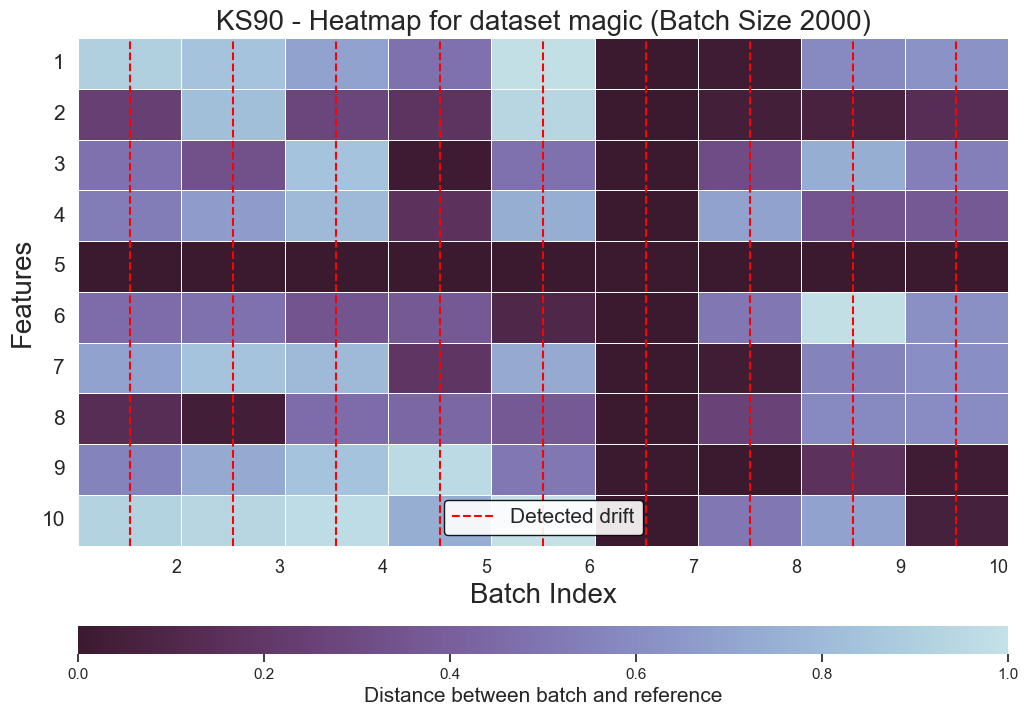 KS90 - Heatmap for dataset magic (Batch Size 2000)
Features
1
2
3
4
5
6
7
8
9
10
Detected drift
2 3 4 5 6 7 8 9 10
Batch Index
0.0 0.2 0.4 0.6 0.8 1.0
Distance between batch and reference